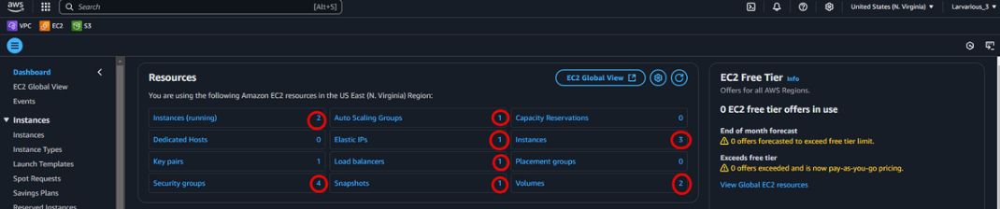 aws
Search [Alt+S]
United States (N. Virginia) Larvarious_3
VPC EC2 S3
Dashboard
EC2 Global View
Events
Instances
Instances
Instance Types
Launch Templates
Spot Requests
Savings Plans
Reserved Instances
Resources
EC2 Global View
You are using the following Amazon EC2 resources in the US East (N. Virginia) Region:
Instances (running) 2 Auto Scaling Groups 1 Capacity Reservations 0
Dedicated Hosts 0 Elastic IPs 1 Instances 3
Key pairs 1 Load balancers 1 Placement groups 0
Security groups 4 Snapshots 1 Volumes 2
EC2 Free Tier Info
Offers for all AWS Regions.
0 EC2 free tier offers in use
End of month forecast
0 offers forecasted to exceed free tier limit.
Exceeds free tier
0 offers exceeded and is now pay-as-you-go pricing.
View Global EC2 resources